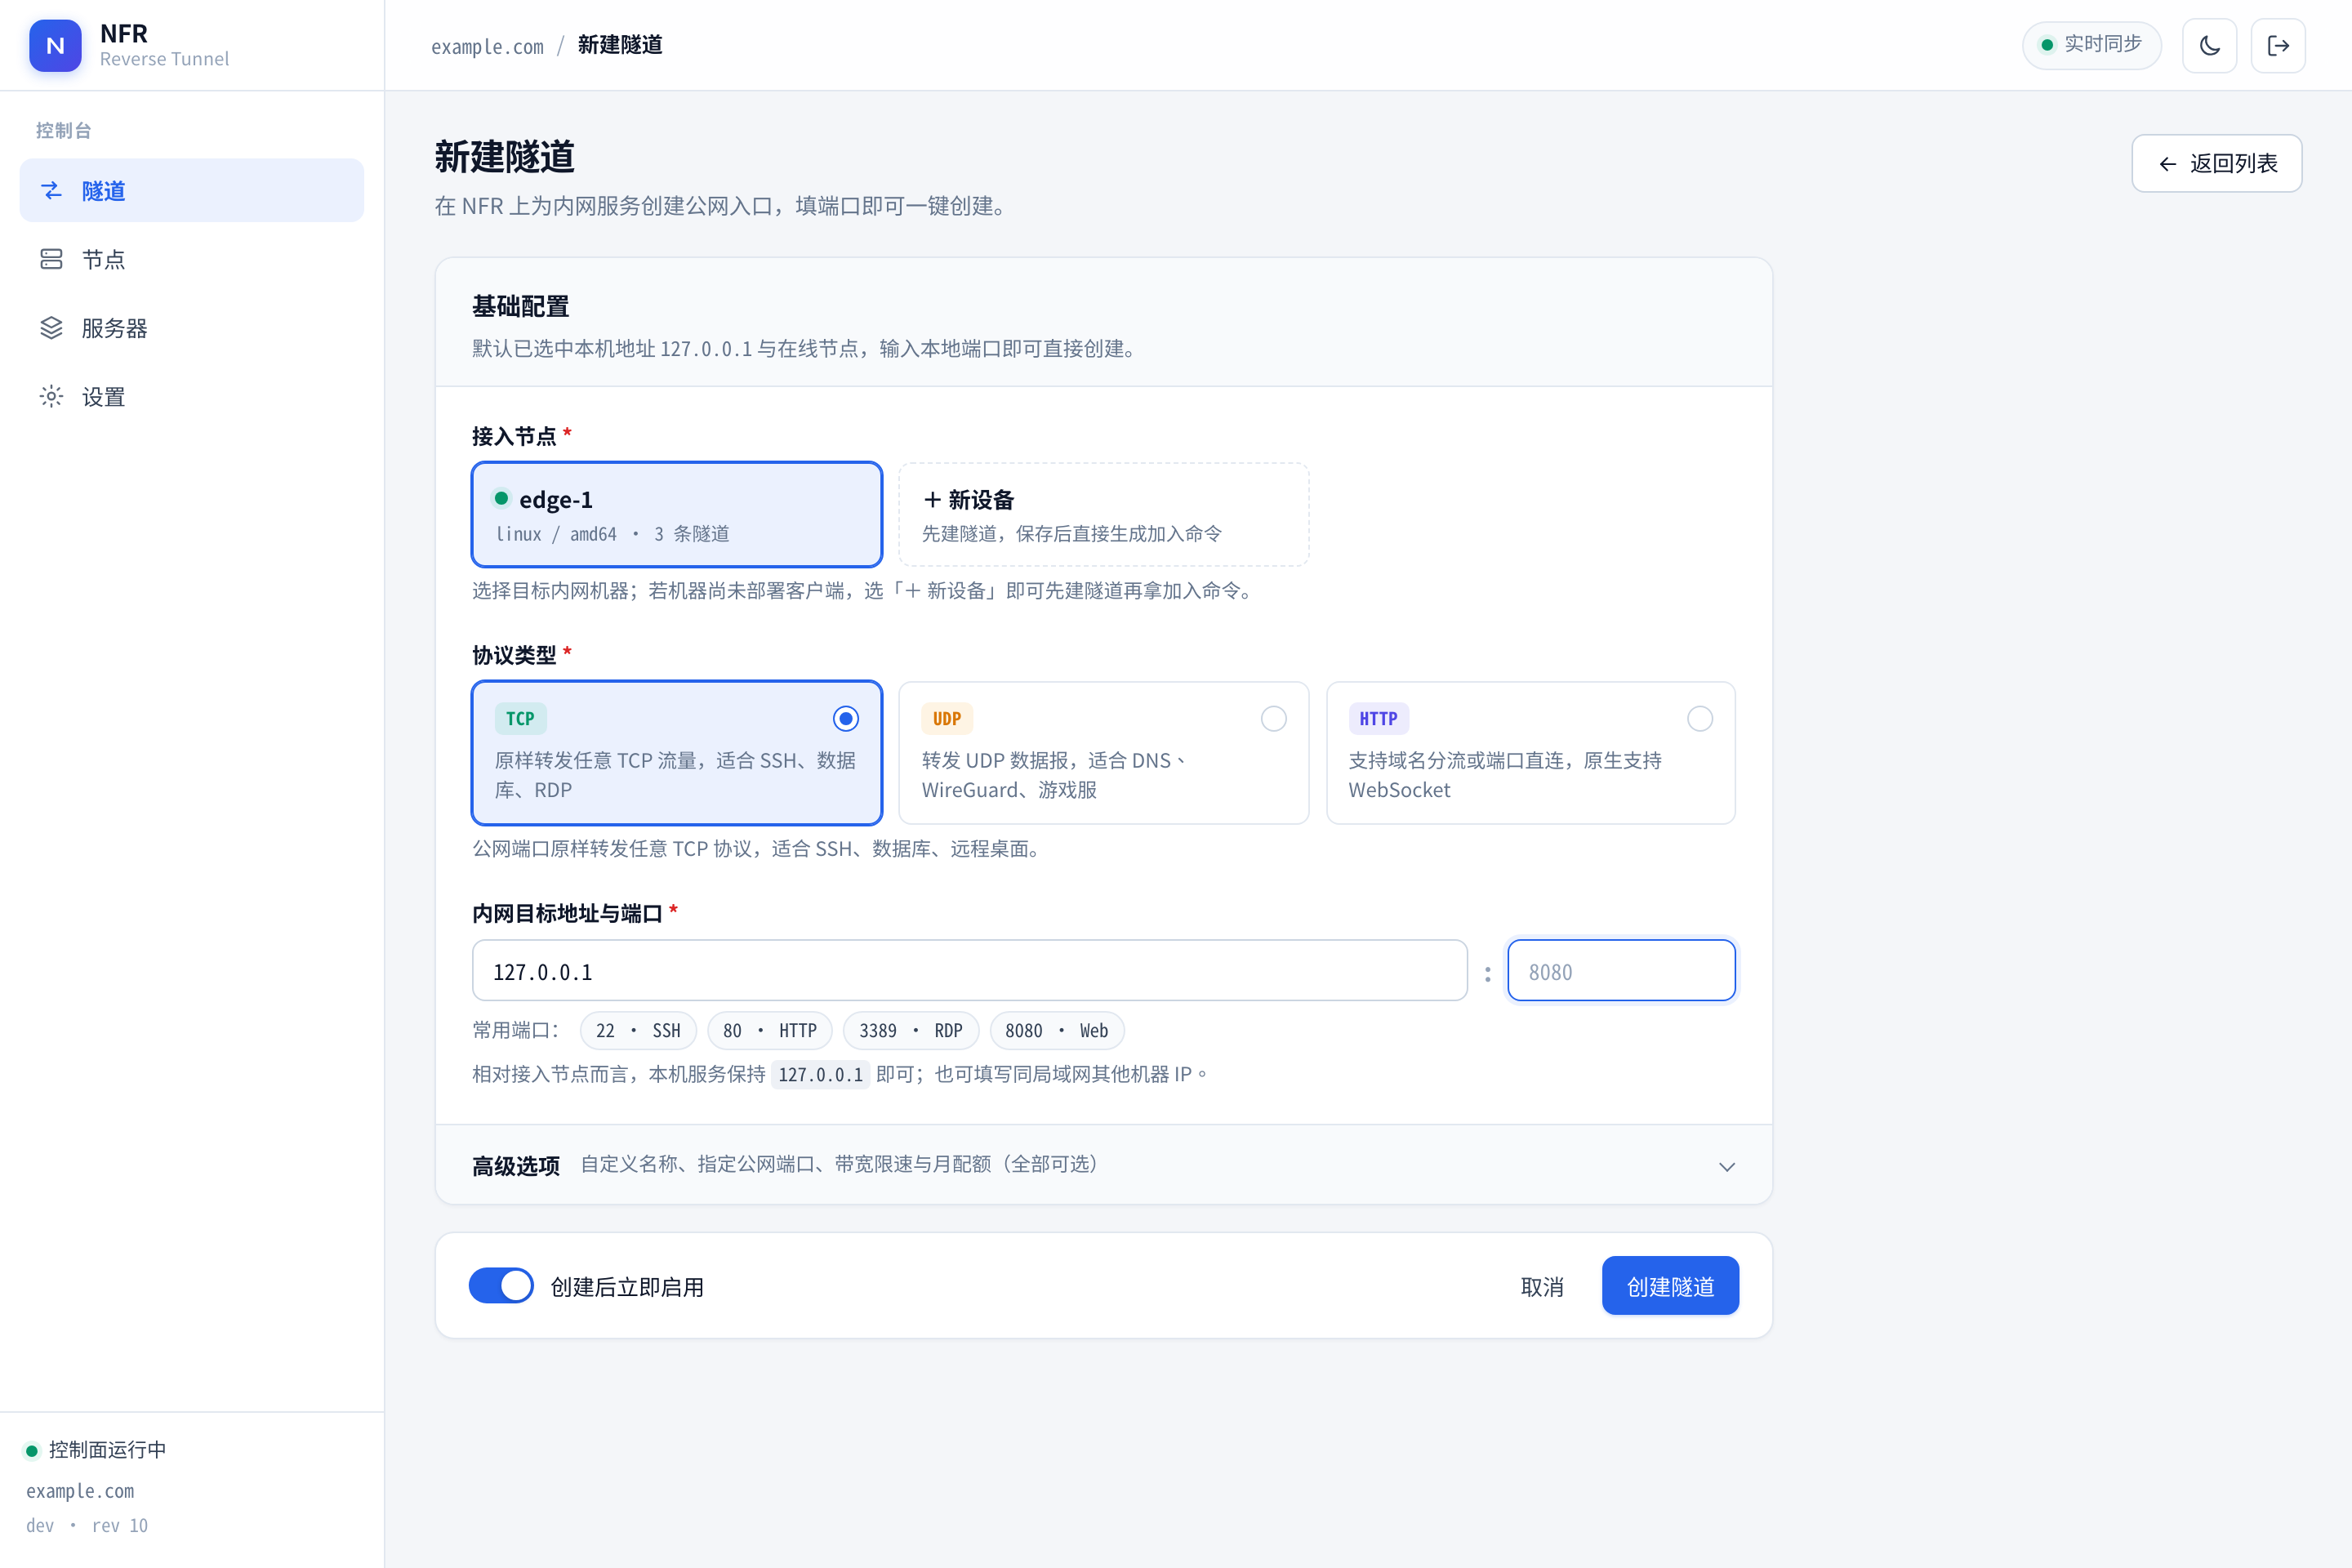 N
NFR
Reverse Tunnel
example.com / 新建隧道
实时同步
控制台
隧道
节点
服务器
设置
新建隧道
在 NFR 上为内网服务创建公网入口，填端口即可一键创建。
← 返回列表
基础配置
默认已选中本机地址 127.0.0.1 与在线节点，输入本地端口即可直接创建。
接入节点 *
edge-1
linux / amd64 · 3 条隧道
＋ 新设备
先建隧道，保存后直接生成加入命令
选择目标内网机器；若机器尚未部署客户端，选「＋ 新设备」即可先建隧道再拿加入命令。
协议类型 *
TCP
原样转发任意 TCP 流量，适合 SSH、数据
库、RDP
UDP
转发 UDP 数据报，适合 DNS、
WireGuard、游戏服
HTTP
支持域名分流或端口直连，原生支持
WebSocket
公网端口原样转发任意 TCP 协议，适合 SSH、数据库、远程桌面。
内网目标地址与端口 *
127.0.0.1 : 8080
常用端口： 22 · SSH 80 · HTTP 3389 · RDP 8080 · Web
相对接入节点而言，本机服务保持 127.0.0.1 即可；也可填写同局域网其他机器 IP。
高级选项 自定义名称、指定公网端口、带宽限速与月配额（全部可选）
创建后立即启用
取消
创建隧道
控制面运行中
example.com
dev · rev 10